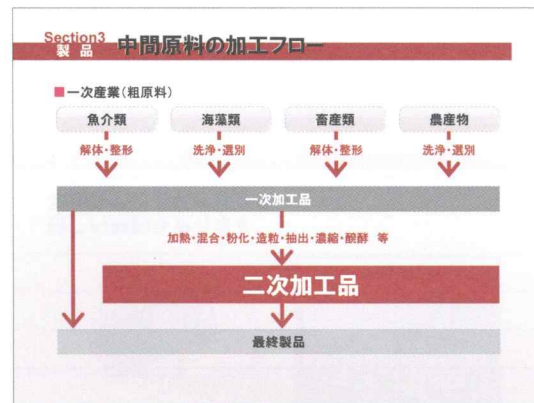 Section3
製品 中間原料の加工フロー
■一次産業(粗原料)
魚介類 海藻類 畜産類 農産物
解体・整形 洗浄・選別 解体・整形 洗浄・選別
一次加工品
加熱・混合・粉化・造粒・抽出・濃縮・醗酵 等
二次加工品
最終製品